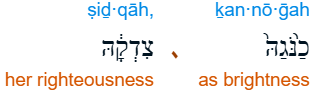 ṣiḏ·qāh, ḵan·nō·ḡah
צִדְקָ֔הּ ، כַנֹּ֙גַהּ֙
her righteousness as brightness